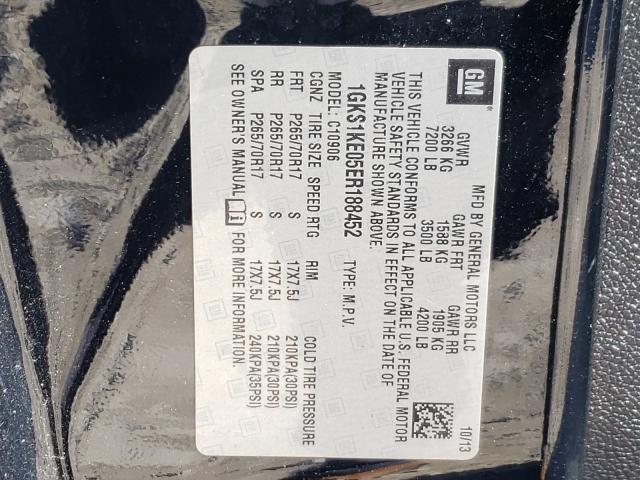 GM
MFD BY GENERAL MOTORS LLC 10/13
GVWR GAWR FRT GAWR RR
3266 KG 1588 KG 1905 KG
7200 LB 3500 LB 4200 LB
THIS VEHICLE CONFORMS TO ALL APPLICABLE U.S. FEDERAL MOTOR
VEHICLE SAFETY STANDARDS IN EFFECT ON THE DATE OF
MANUFACTURE SHOWN ABOVE.
1GKS1KE05ER188452
MODEL: C10906 TYPE: M.P.V.
CGNZ TIRE SIZE SPEED RTG RIM COLD TIRE PRESSURE
FRT P265/70R17 S 17X7.5J 210KPA(30PSI)
RR P265/70R17 S 17X7.5J 210KPA(30PSI)
SPA P265/70R17 S 17X7.5J 240KPA(35PSI)
SEE OWNER'S MANUAL FOR MORE INFORMATION.